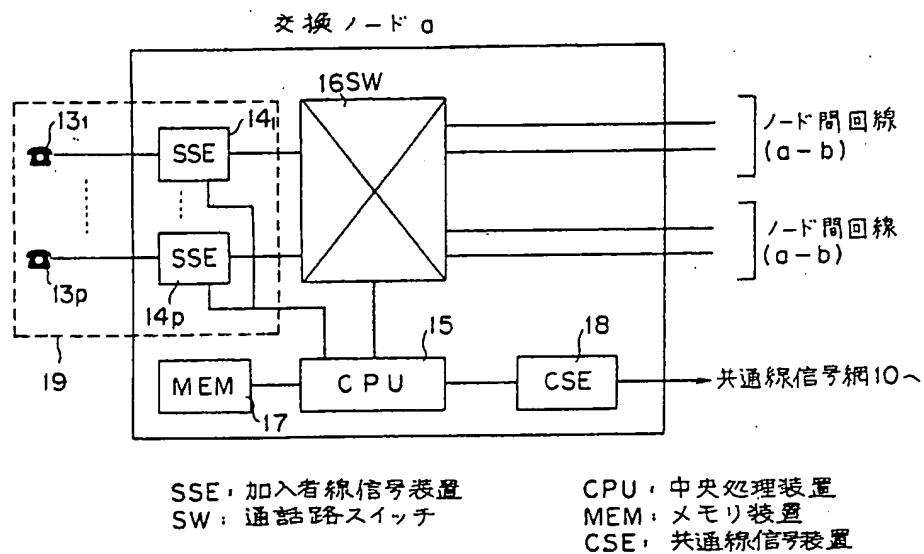 交換ノード a
16SW
13₁
14₁
SSE
ノード間回線
(a-b)
SSE
ノード間回線
(a-b)
13p
14p
15
18
19
MEM
CPU
CSE
共通線信号網10へ
17
SSE: 加入者線信号装置
SW: 通話路スイッチ
CPU: 中央処理装置
MEM: メモリ装置
CSE: 共通線信号装置